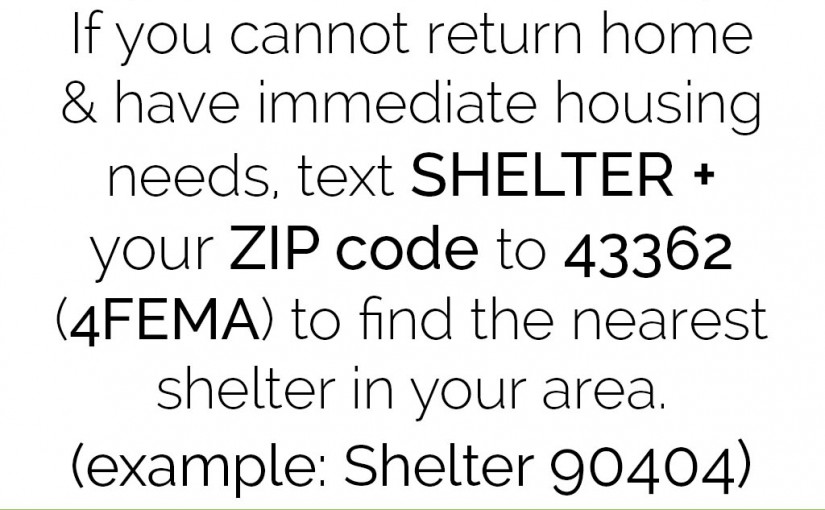 If you cannot return home
& have immediate housing
needs, text SHELTER +
your ZIP code to 43362
(4FEMA) to find the nearest
shelter in your area.
(example: Shelter 90404)